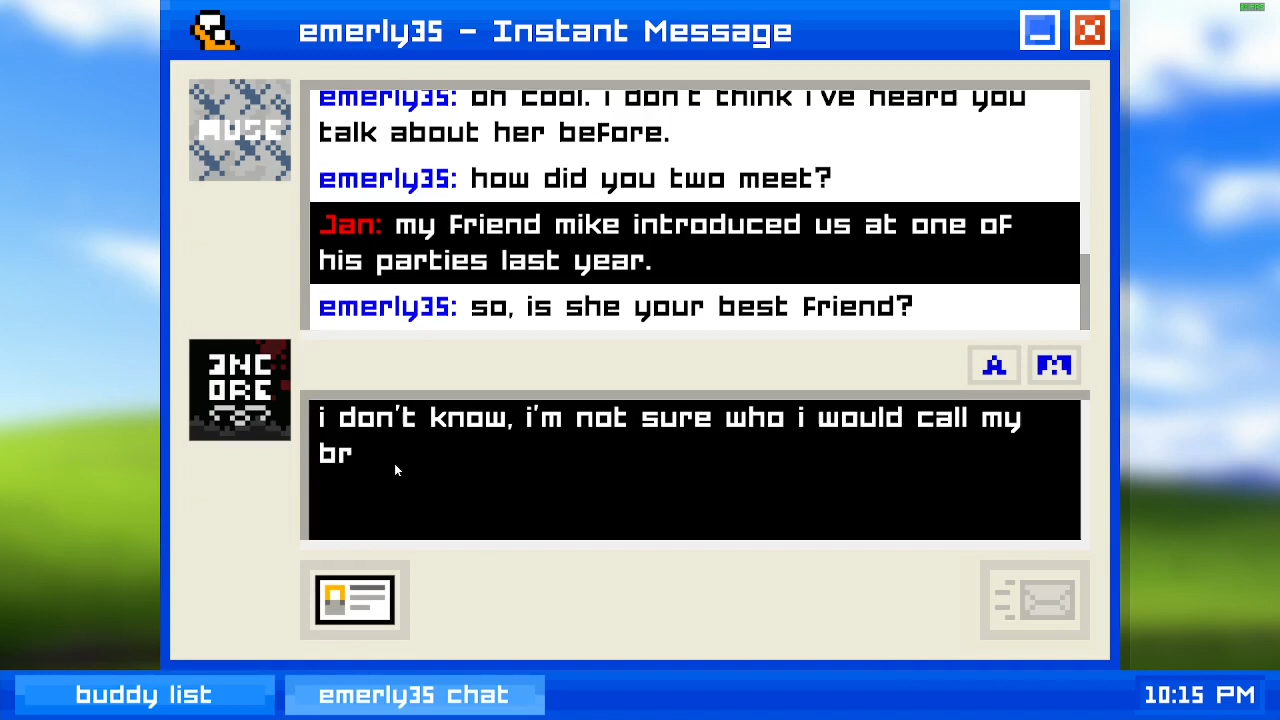 emerly35 - Instant Message
MUSE
emerly35: oh cool. i don't think i've heard you
talk about her before.
emerly35: how did you two meet?
Jan: my friend mike introduced us at one of
his parties last year.
emerly35: so, is she your best friend?
A
ENC
ORE
i don't know, i'm not sure who i would call my
br
buddy list
emerly35 chat
10:15 PM